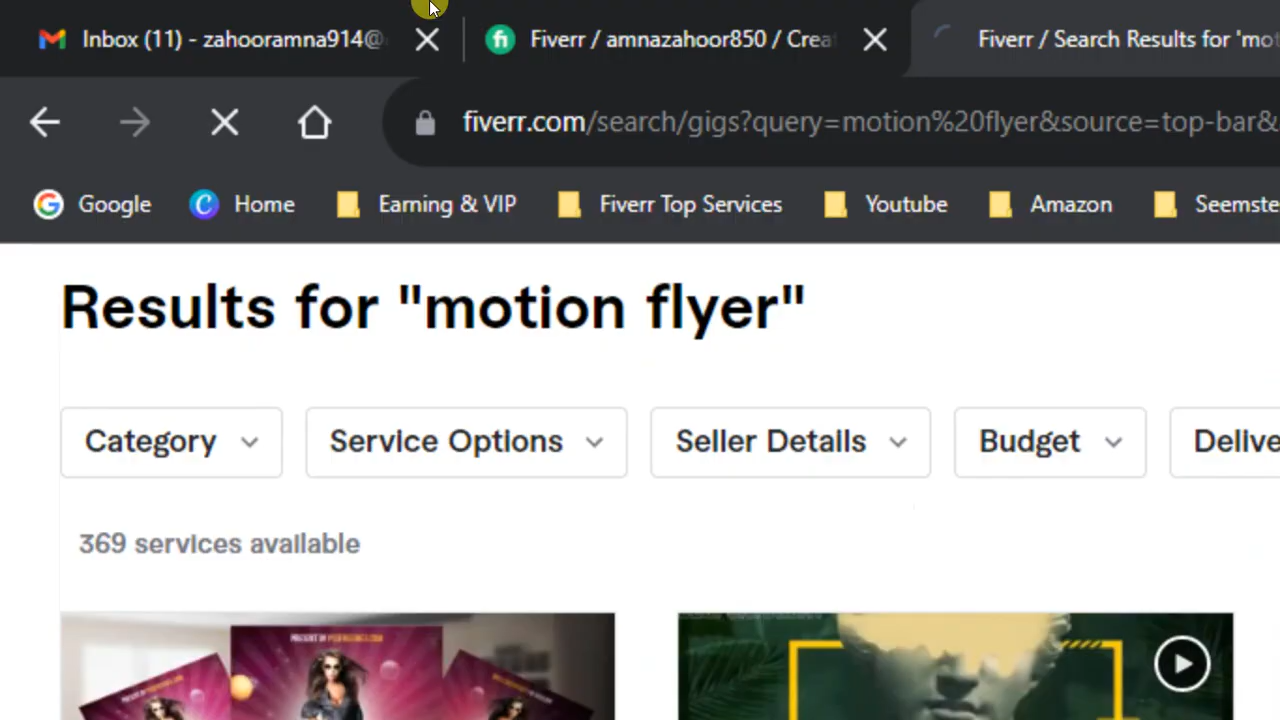 Inbox (11) - zahooramna914@
Fiverr / amnazahoor850 / Crea
Fiverr / Search Results for 'mot
fiverr.com/search/gigs?query=motion%20flyer&source=top-bar&
Google
Home
Earning & VIP
Fiverr Top Services
Youtube
Amazon
Seemste
Results for "motion flyer"
Category
Service Options
Seller Details
Budget
Delive
369 services available